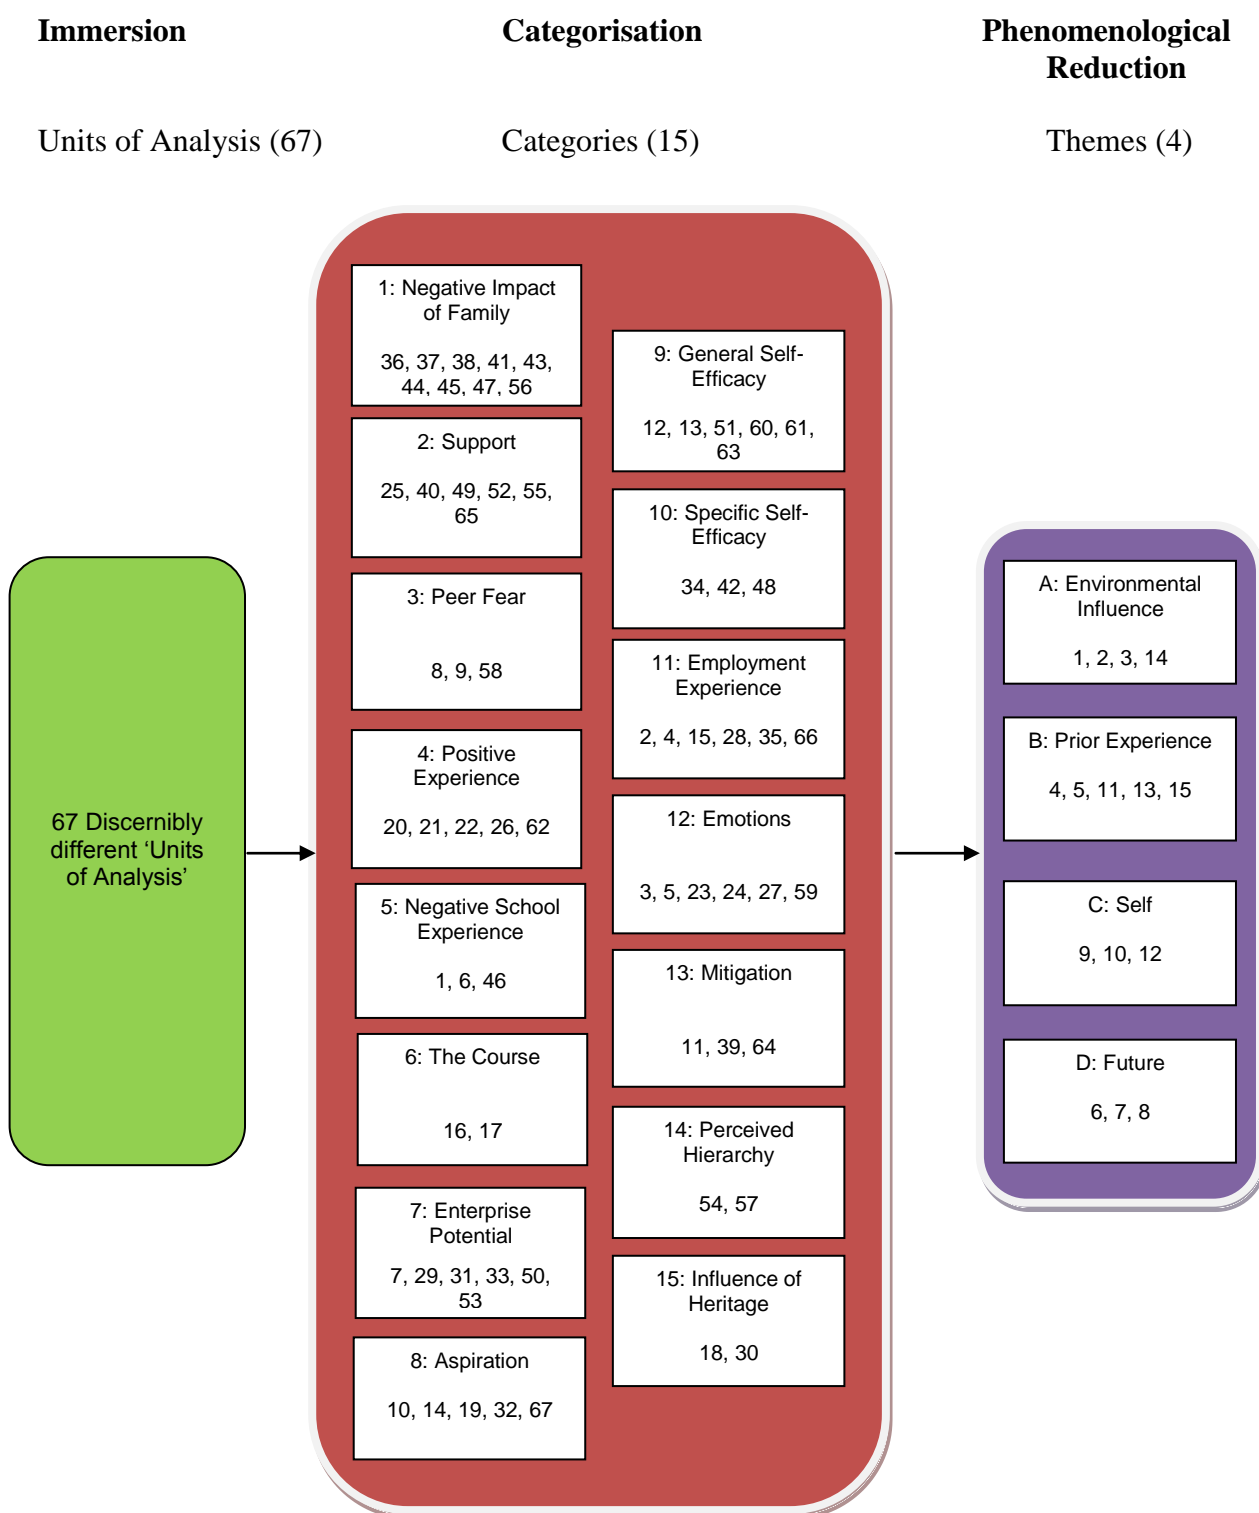 Immersion
Categorisation
Phenomenological
Reduction
Units of Analysis (67)
Categories (15)
Themes (4)
67 Discernibly
different ‘Units
of Analysis’
1: Negative Impact
of Family
36, 37, 38, 41, 43,
44, 45, 47, 56
2: Support
25, 40, 49, 52, 55,
65
3: Peer Fear
8, 9, 58
4: Positive
Experience
20, 21, 22, 26, 62
5: Negative School
Experience
1, 6, 46
6: The Course
16, 17
7: Enterprise
Potential
7, 29, 31, 33, 50,
53
8: Aspiration
10, 14, 19, 32, 67
9: General Self-
Efficacy
12, 13, 51, 60, 61,
63
10: Specific Self-
Efficacy
34, 42, 48
11: Employment
Experience
2, 4, 15, 28, 35, 66
12: Emotions
3, 5, 23, 24, 27, 59
13: Mitigation
11, 39, 64
14: Perceived
Hierarchy
54, 57
15: Influence of
Heritage
18, 30
A: Environmental
Influence
1, 2, 3, 14
B: Prior Experience
4, 5, 11, 13, 15
C: Self
9, 10, 12
D: Future
6, 7, 8